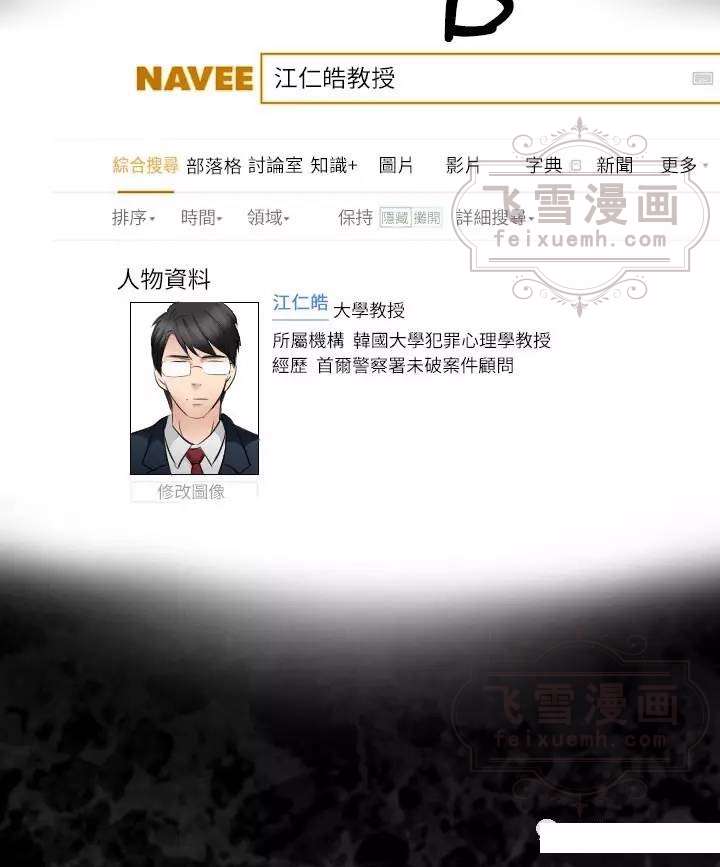 NAVEE 江仁皓教授
綜合搜尋 部落格 討論室 知識+ 圖片 影片 字典 新聞 更多
排序 時間 領域 保持 隱藏 攤開 詳細搜尋
飞雪漫画
feixuemh.com
人物資料
江仁皓 大學教授
所屬機構 韓國大學犯罪心理學教授
經歷 首爾警察署未破案件顧問
修改圖像
飞雪漫画
feixuemh.com